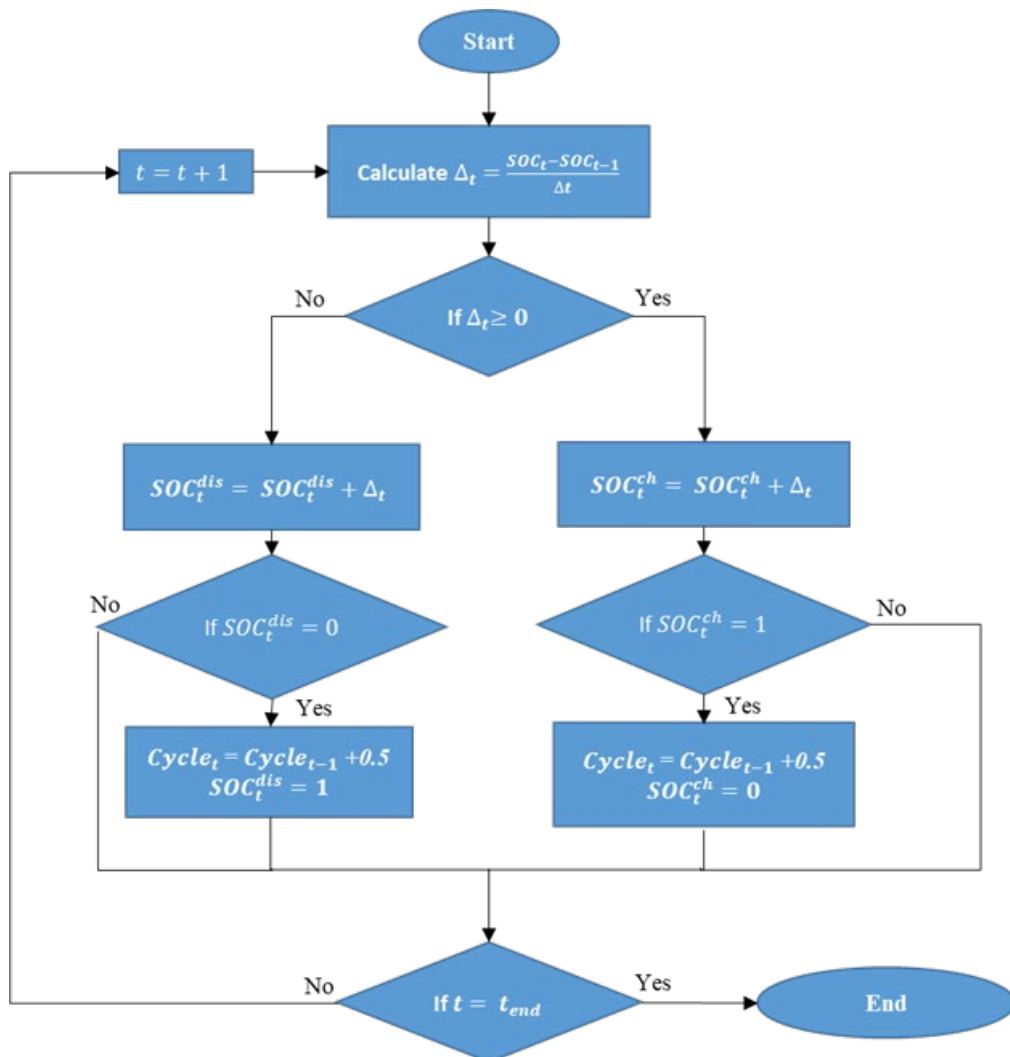 Start
t = t + 1
Calculate Δ_t = (SOC_t − SOC_{t−1}) / Δt
No
Yes
If Δ_t ≥ 0
SOC_t^{dis} = SOC_t^{dis} + Δ_t
SOC_t^{ch} = SOC_t^{ch} + Δ_t
No
If SOC_t^{dis} = 0
If SOC_t^{ch} = 1
No
Yes
Yes
Cycle_t = Cycle_{t−1} +0.5
SOC_t^{dis} = 1
Cycle_t = Cycle_{t−1} +0.5
SOC_t^{ch} = 0
No
Yes
If t = t_{end}
End